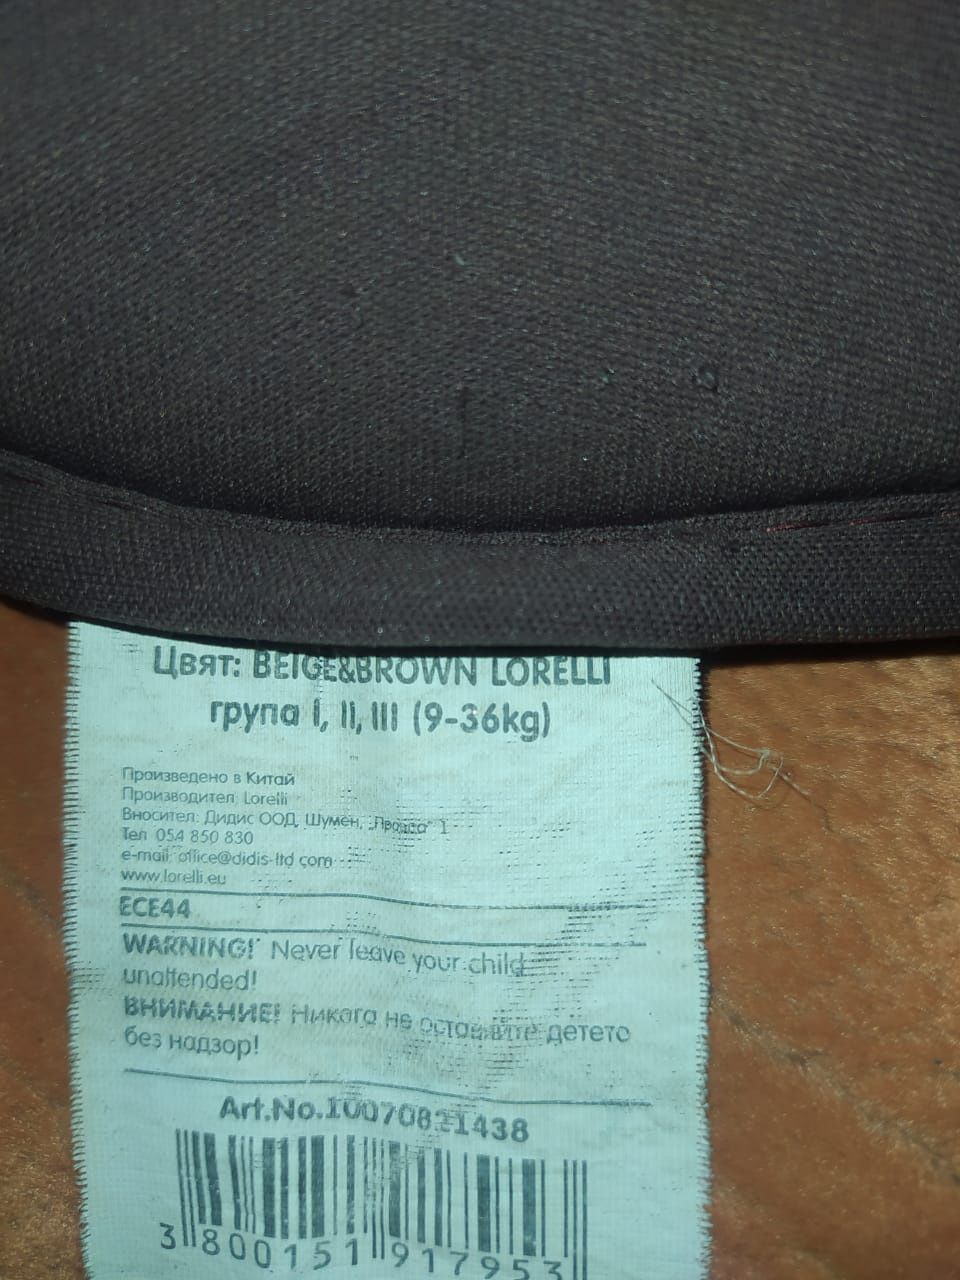 Цвят: BEIGE&BROWN LORELLI
група I, II, III (9-36kg)
Произведено в Китай
Производител: Lorelli
Вносител: Дидис ООД, Шумен, 1
Тел. 054 850 830
e-mail: office@didis-ltd.com
www.lorelli.eu
ECE44
WARNING! Never leave your child
unattended!
ВНИМАНИЕ! Никога не оставяйте детето
без надзор!
Art.No.10070821438
3 800151 917953